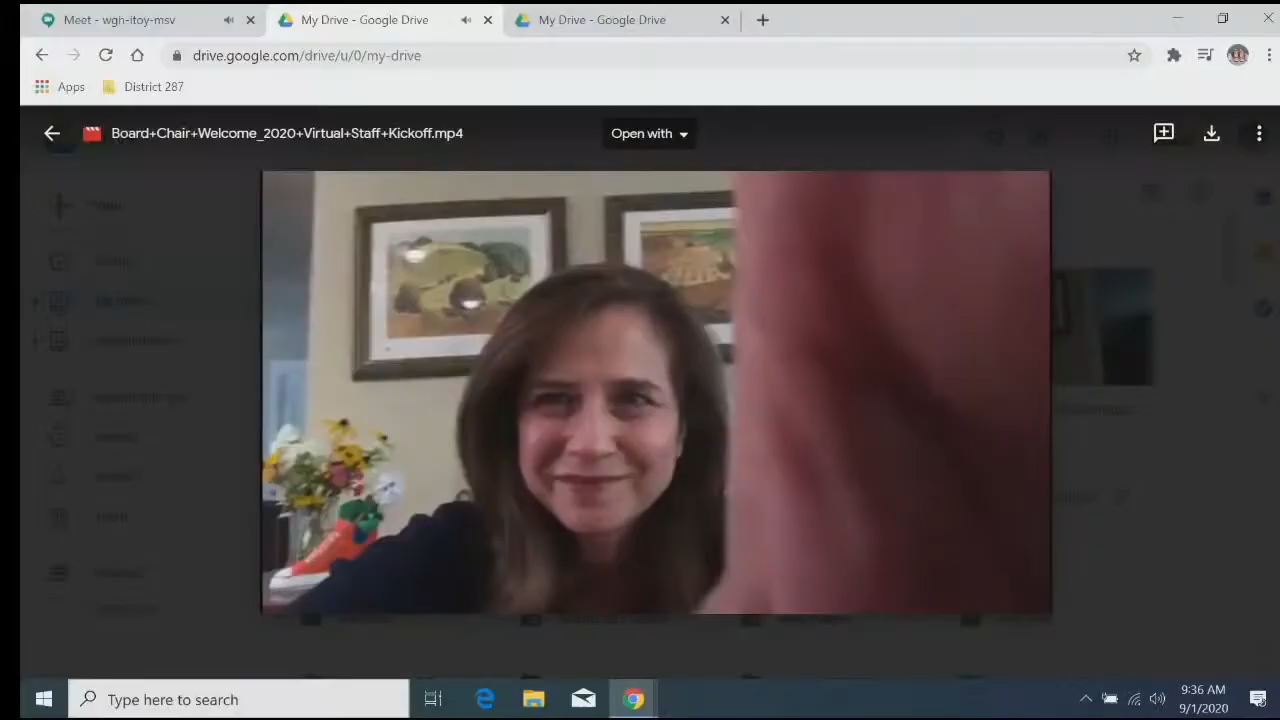 Meet - wgh-itoy-msv
My Drive - Google Drive
My Drive - Google Drive
drive.google.com/drive/u/0/my-drive
Apps
District 287
Board+Chair+Welcome_2020+Virtual+Staff+Kickoff.mp4
Open with
Type here to search
9:36 AM
9/1/2020